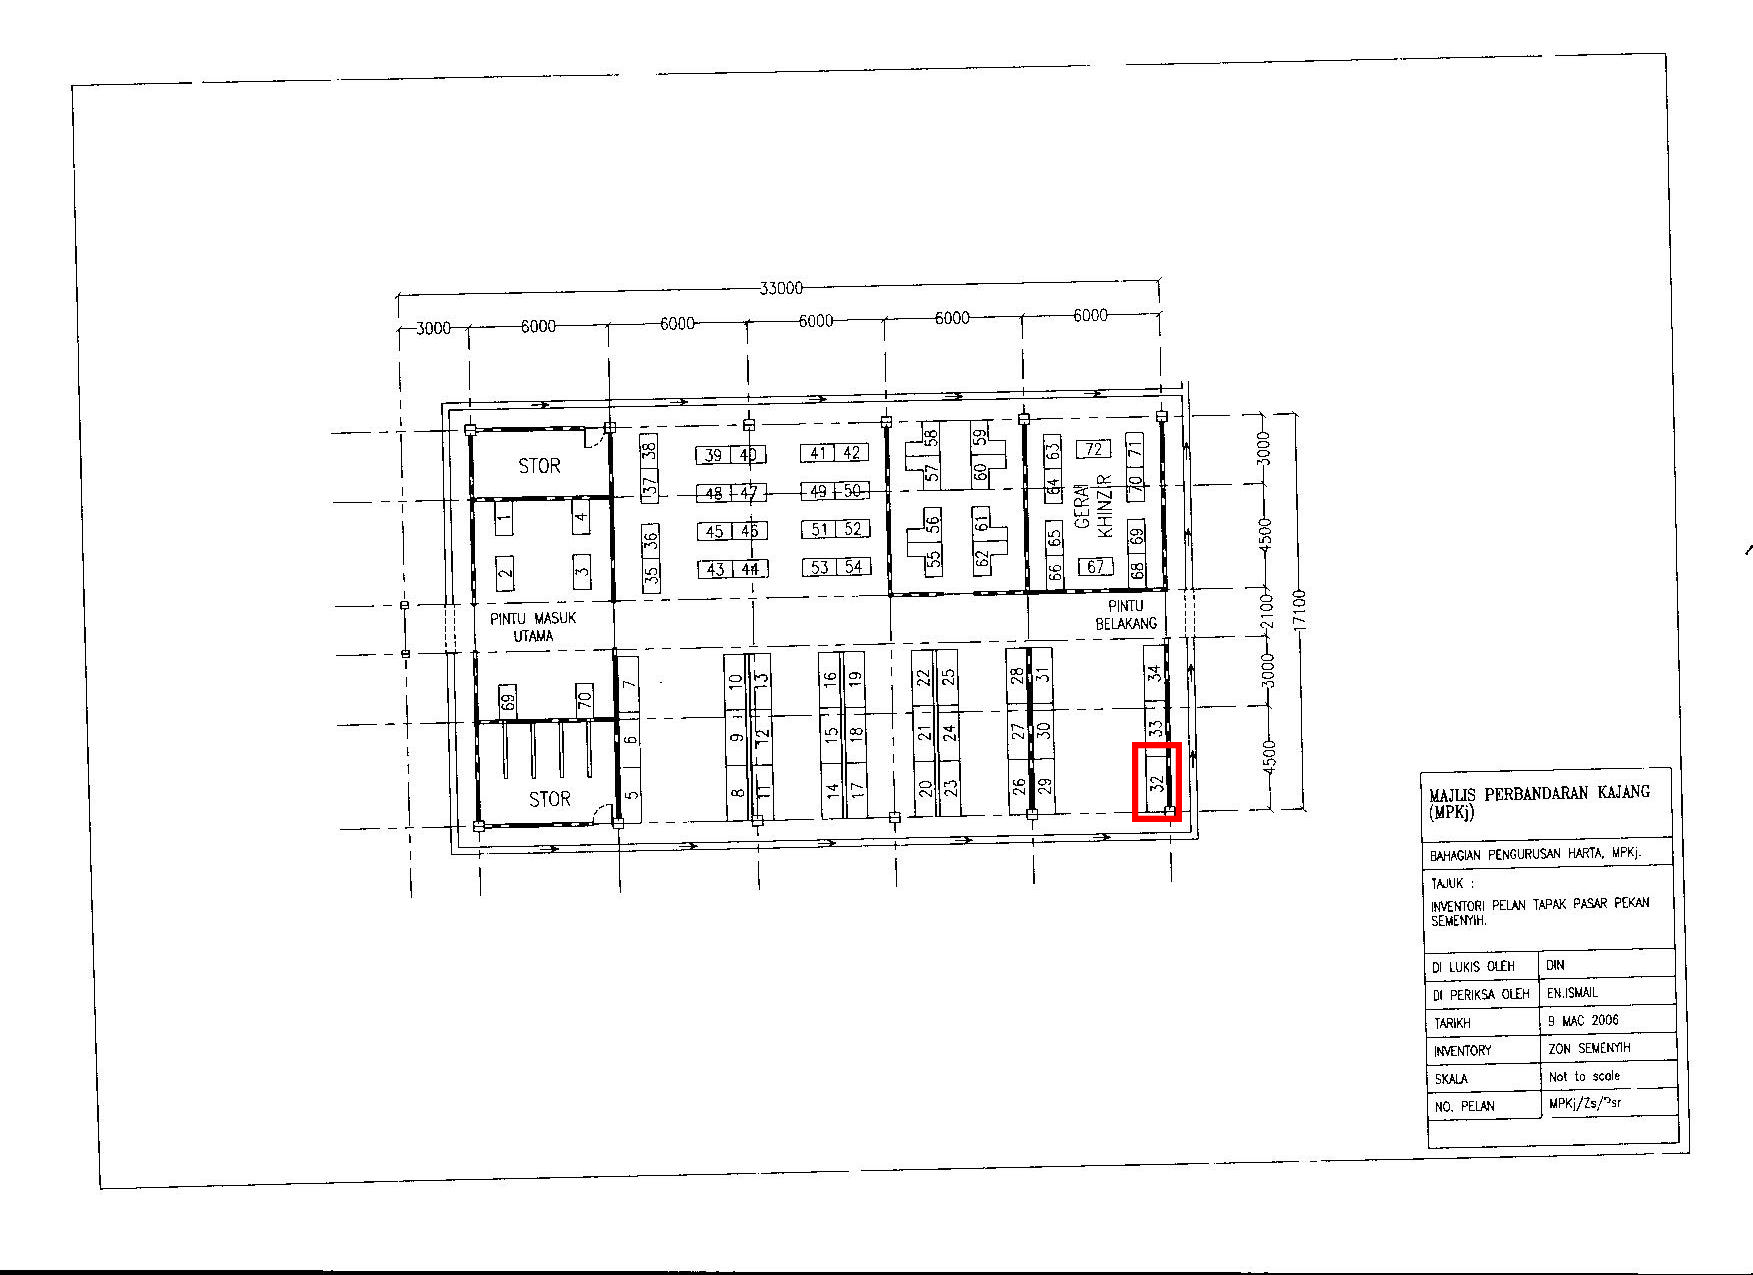 33000
3000 6000 6000 6000 6000 6000
STOR
1 4
2 3
PINTU MASUK
UTAMA
69 70
STOR
38
37
36
35
39 40 41 42
48 47 49 50
45 46 51 52
43 44 53 54
58 59
57 60
56 61
55 62
63 72 71
64 70
65 69
66 67 68
GERAI
KHINZIR
PINTU
BELAKANG
7 10 13 16 19 22 25 28 31 34
6 9 12 15 18 21 24 27 30 33
5 8 11 14 17 20 23 26 29 32
3000
4500
2100
3000
4500
17100
MAJLIS PERBANDARAN KAJANG
(MPKj)
BAHAGIAN PENGURUSAN HARTA, MPKj.
TAJUK :
INVENTORI PELAN TAPAK PASAR PEKAN
SEMENYIH.
DI LUKIS OLEH DIN
DI PERIKSA OLEH EN.ISMAIL
TARIKH 9 MAC 2006
INVENTORY ZON SEMENYIH
SKALA Not to scale
NO. PELAN